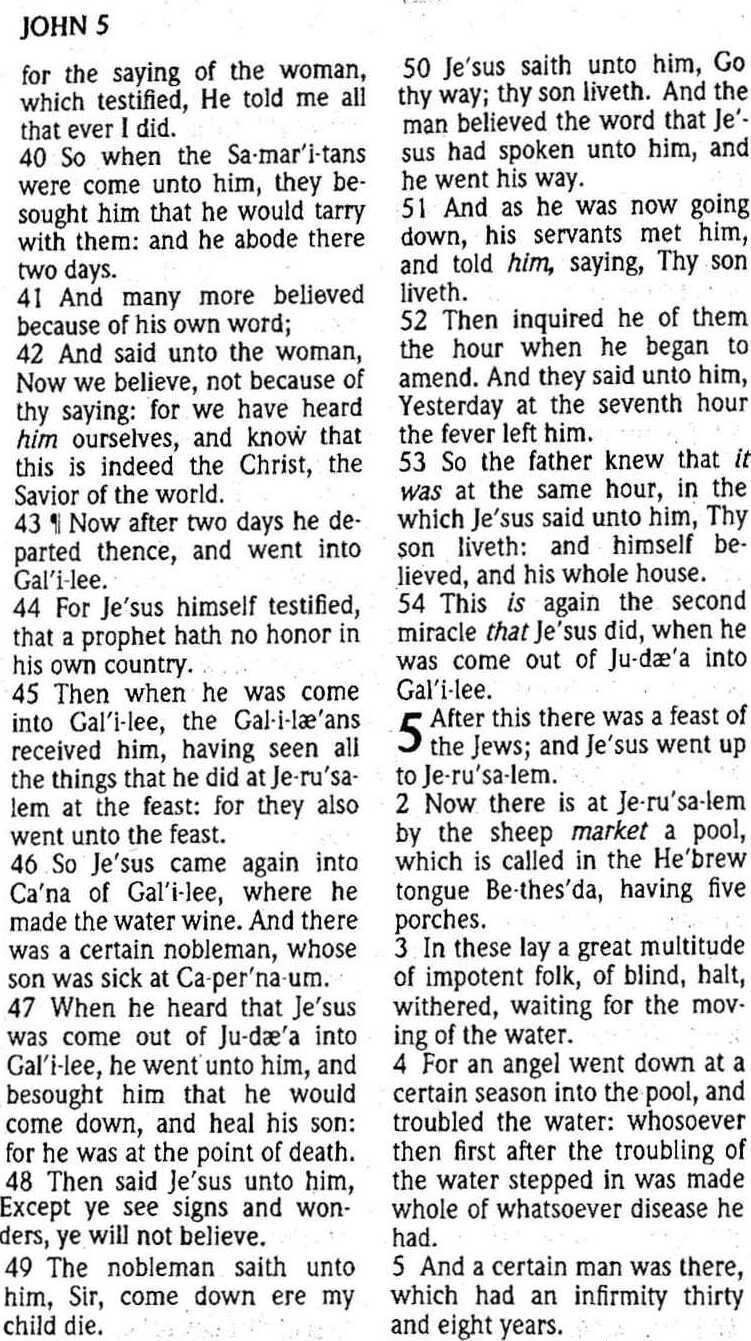 JOHN 5
for the saying of the woman,
which testified, He told me all
that ever I did.
40 So when the Sa-mar'i-tans
were come unto him, they be-
sought him that he would tarry
with them: and he abode there
two days.
41 And many more believed
because of his own word;
42 And said unto the woman,
Now we believe, not because of
thy saying: for we have heard
him ourselves, and know that
this is indeed the Christ, the
Savior of the world.
43 ¶ Now after two days he de-
parted thence, and went into
Gal'i-lee.
44 For Je'sus himself testified,
that a prophet hath no honor in
his own country.
45 Then when he was come
into Gal'i-lee, the Gal-i-læ'ans
received him, having seen all
the things that he did at Je-ru'sa-
lem at the feast: for they also
went unto the feast.
46 So Je'sus came again into
Ca'na of Gal'i-lee, where he
made the water wine. And there
was a certain nobleman, whose
son was sick at Ca-per'na-um.
47 When he heard that Je'sus
was come out of Ju-dæ'a into
Gal'i-lee, he went unto him, and
besought him that he would
come down, and heal his son:
for he was at the point of death.
48 Then said Je'sus unto him,
Except ye see signs and won-
ders, ye will not believe.
49 The nobleman saith unto
him, Sir, come down ere my
child die.
50 Je'sus saith unto him, Go
thy way; thy son liveth. And the
man believed the word that Je'-
sus had spoken unto him, and
he went his way.
51 And as he was now going
down, his servants met him,
and told him, saying, Thy son
liveth.
52 Then inquired he of them
the hour when he began to
amend. And they said unto him,
Yesterday at the seventh hour
the fever left him.
53 So the father knew that it
was at the same hour, in the
which Je'sus said unto him, Thy
son liveth: and himself be-
lieved, and his whole house.
54 This is again the second
miracle that Je'sus did, when he
was come out of Ju-dæ'a into
Gal'i-lee.
5 After this there was a feast of
the Jews; and Je'sus went up
to Je-ru'sa-lem.
2 Now there is at Je-ru'sa-lem
by the sheep market a pool,
which is called in the He'brew
tongue Be-thes'da, having five
porches.
3 In these lay a great multitude
of impotent folk, of blind, halt,
withered, waiting for the mov-
ing of the water.
4 For an angel went down at a
certain season into the pool, and
troubled the water: whosoever
then first after the troubling of
the water stepped in was made
whole of whatsoever disease he
had.
5 And a certain man was there,
which had an infirmity thirty
and eight years.